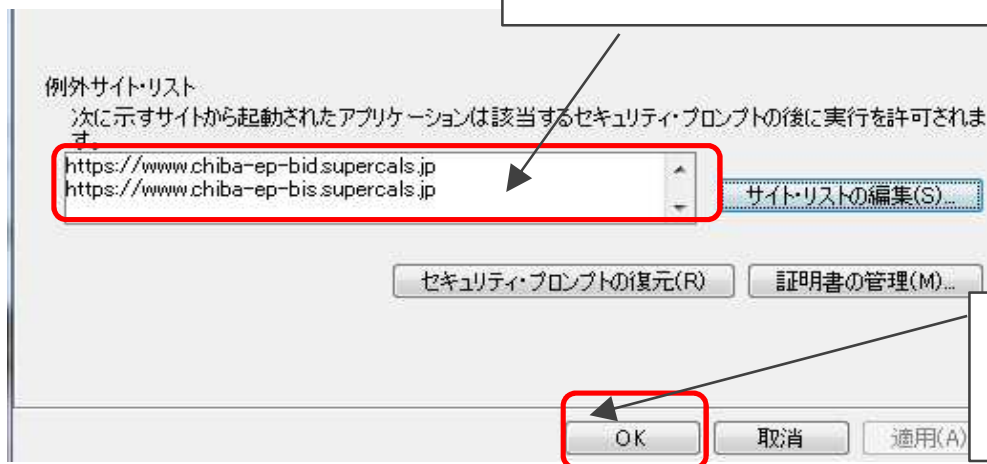 例外サイト・リスト
次に示すサイトから起動されたアプリケーションは該当するセキュリティ・プロンプトの後に実行を許可されま
す。
https://www.chiba-ep-bid.supercals.jp
https://www.chiba-ep-bis.supercals.jp
サイト・リストの編集(S)...
セキュリティ・プロンプトの復元(R)
証明書の管理(M)...
OK
取消
適用(A)